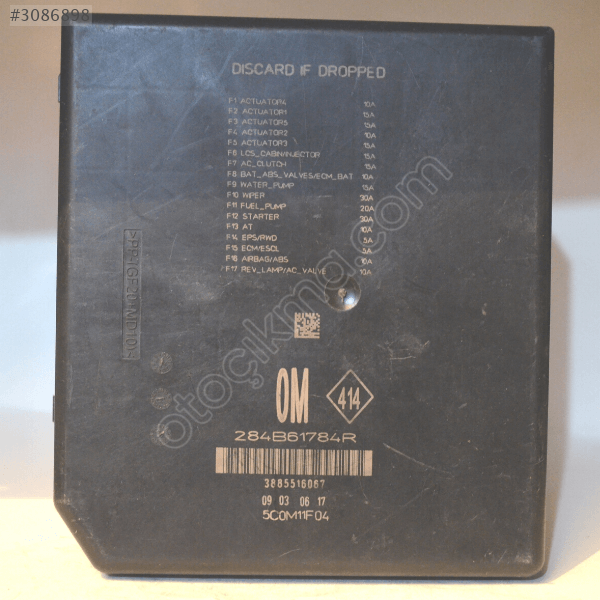 #3086898
DISCARD IF DROPPED
F1 ACTUATOR4 10A
F2 ACTUATOR1 15A
F3 ACTUATOR5 15A
F4 ACTUATOR2 10A
F5 ACTUATOR3 15A
F6 LCS_CABIN/INJECTOR 15A
F7 AC_CLUTCH 15A
F8 BAT_ABS_VALVES/ECM_BAT 10A
F9 WATER_PUMP 15A
F10 WIPER 30A
F11 FUEL_PUMP 20A
F12 STARTER 30A
F13 AT 10A
F14 EPS/RWD 5A
F15 ECM/ESCL 5A
F16 AIRBAG/ABS 10A
F17 REV_LAMP/AC_VALVE 10A
otoçıkmg.com
0M 414
284B61784R
3885516067
09 03 06 17
5C0M11F04